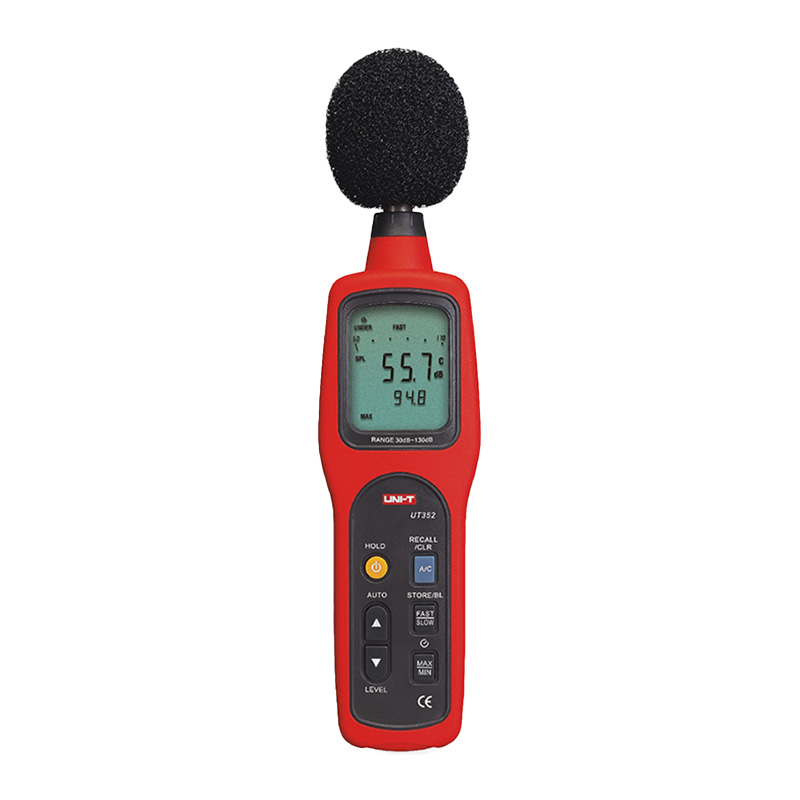 UNDER FAST
SPL 55.7 C
dB
94.8
MAX
RANGE 30dB~130dB
UNI-T
UT352
HOLD
RECALL
/CLR
A/C
AUTO
STORE/BL
FAST
SLOW
MAX
MIN
LEVEL
CE